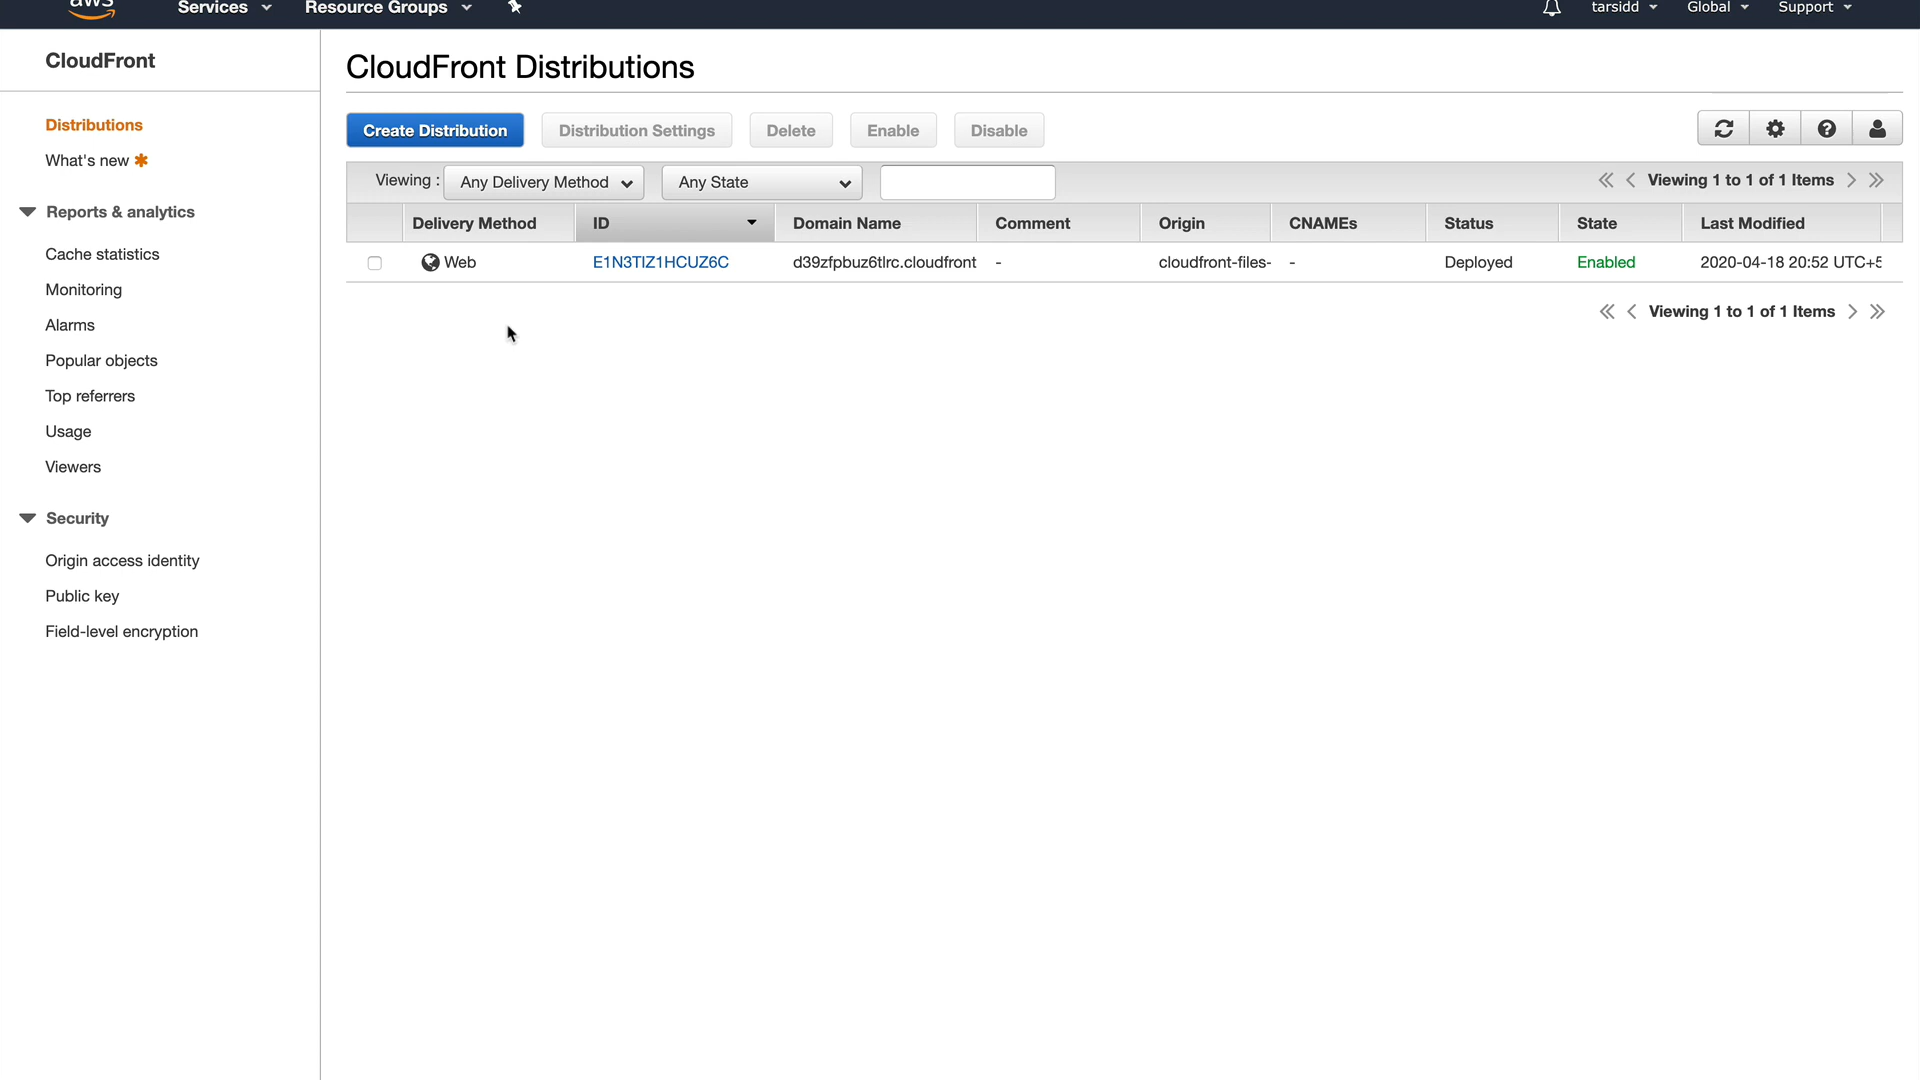 aws Services Resource Groups tarsidd Global Support
CloudFront
Distributions
What's new
Reports & analytics
Cache statistics
Monitoring
Alarms
Popular objects
Top referrers
Usage
Viewers
Security
Origin access identity
Public key
Field-level encryption
CloudFront Distributions
Create Distribution Distribution Settings Delete Enable Disable
Viewing : Any Delivery Method Any State Viewing 1 to 1 of 1 Items
Delivery Method ID Domain Name Comment Origin CNAMEs Status State Last Modified
Web E1N3TIZ1HCUZ6C d39zfpbuz6tlrc.cloudfront - cloudfront-files- - Deployed Enabled 2020-04-18 20:52 UTC+5
Viewing 1 to 1 of 1 Items